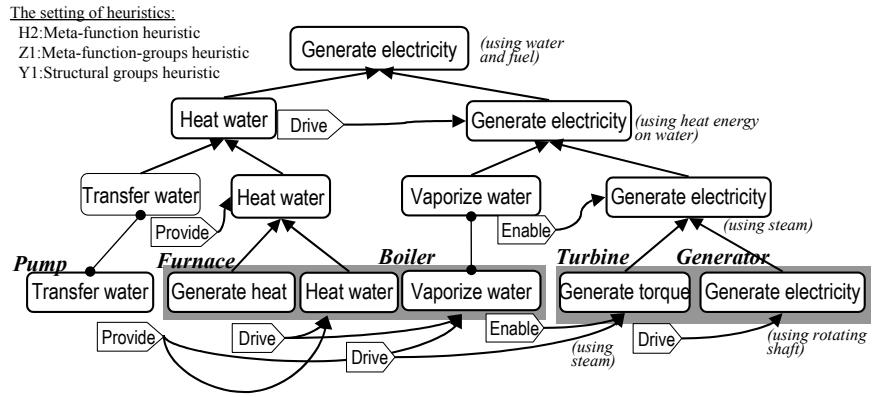 The setting of heuristics:
H2:Meta-function heuristic
Z1:Meta-function-groups heuristic
Y1:Structural groups heuristic
Generate electricity
(using water
and fuel)
Heat water
Drive
Generate electricity
(using heat energy
on water)
Transfer water
Heat water
Vaporize water
Generate electricity
Provide
Enable
(using steam)
Pump
Furnace
Boiler
Turbine
Generator
Transfer water
Generate heat
Heat water
Vaporize water
Generate torque
Generate electricity
Provide
Drive
Enable
Drive
Drive
(using
steam)
(using rotating
shaft)